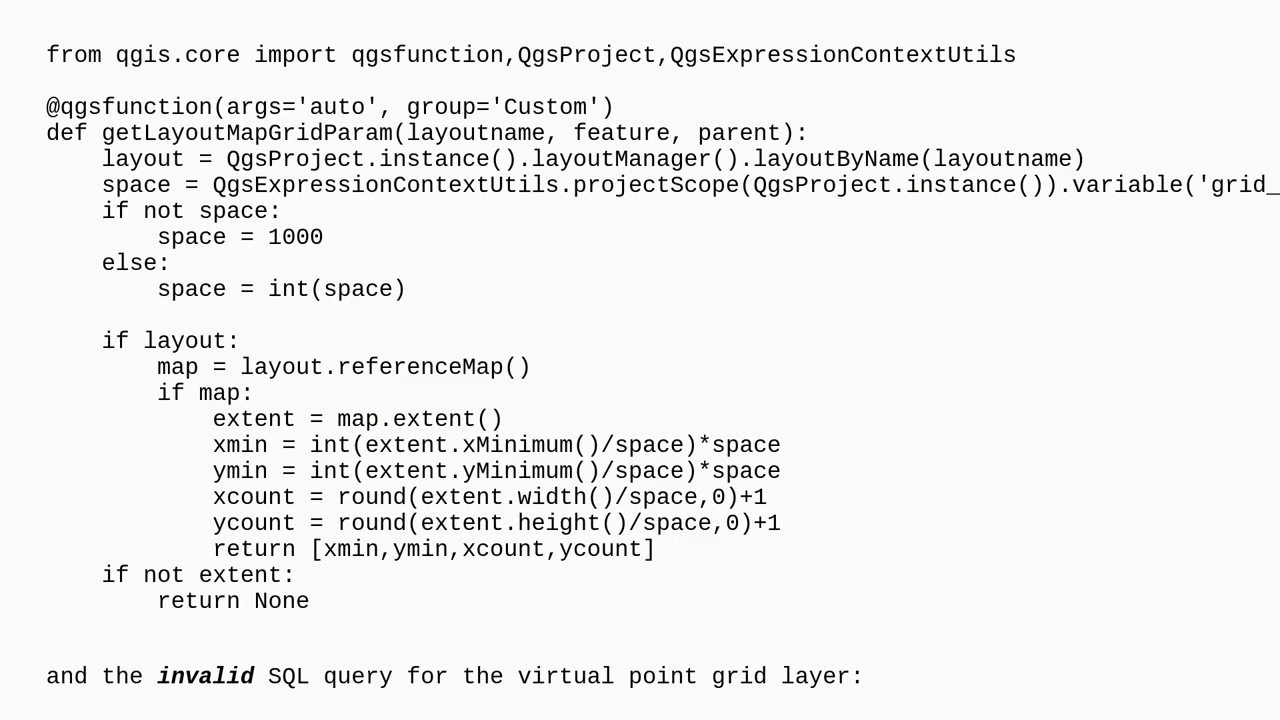 from qgis.core import qgsfunction,QgsProject,QgsExpressionContextUtils
@qgsfunction(args='auto', group='Custom')
def getLayoutMapGridParam(layoutname, feature, parent):
    layout = QgsProject.instance().layoutManager().layoutByName(layoutname)
    space = QgsExpressionContextUtils.projectScope(QgsProject.instance()).variable('grid_
    if not space:
        space = 1000
    else:
        space = int(space)
    if layout:
        map = layout.referenceMap()
        if map:
            extent = map.extent()
            xmin = int(extent.xMinimum()/space)*space
            ymin = int(extent.yMinimum()/space)*space
            xcount = round(extent.width()/space,0)+1
            ycount = round(extent.height()/space,0)+1
            return [xmin,ymin,xcount,ycount]
    if not extent:
        return None
and the invalid SQL query for the virtual point grid layer: